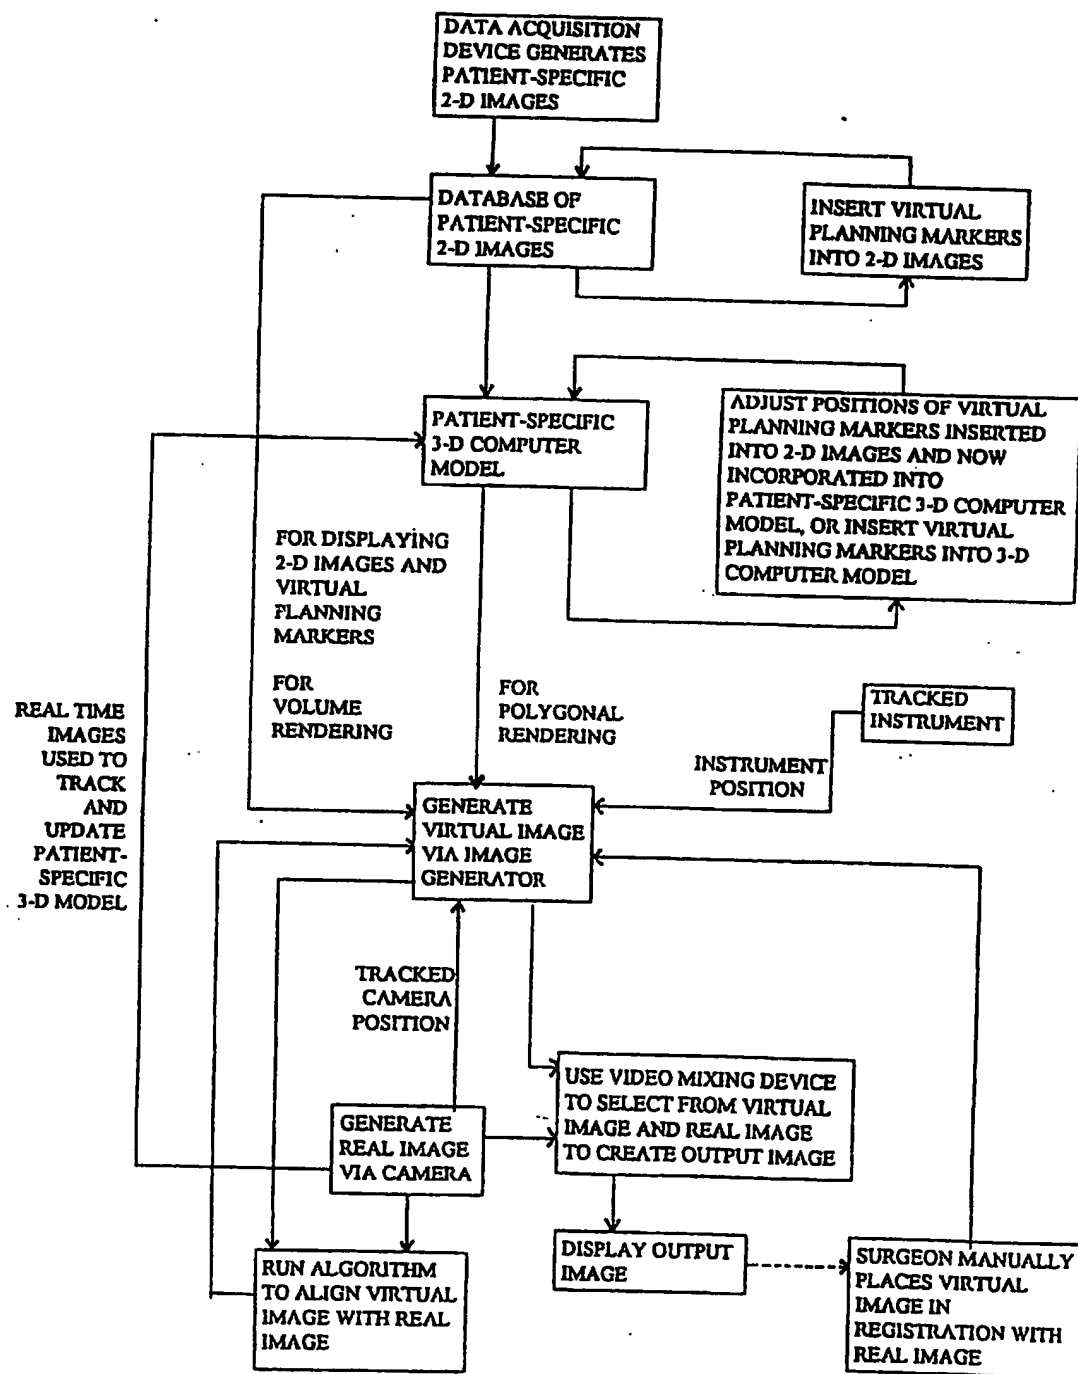 DATA ACQUISITION
DEVICE GENERATES
PATIENT-SPECIFIC
2-D IMAGES
DATABASE OF
PATIENT-SPECIFIC
2-D IMAGES
INSERT VIRTUAL
PLANNING MARKERS
INTO 2-D IMAGES
PATIENT-SPECIFIC
3-D COMPUTER
MODEL
ADJUST POSITIONS OF VIRTUAL
PLANNING MARKERS INSERTED
INTO 2-D IMAGES AND NOW
INCORPORATED INTO
PATIENT-SPECIFIC 3-D COMPUTER
MODEL, OR INSERT VIRTUAL
PLANNING MARKERS INTO 3-D
COMPUTER MODEL
FOR DISPLAYING
2-D IMAGES AND
VIRTUAL
PLANNING
MARKERS
FOR
VOLUME
RENDERING
FOR
POLYGONAL
RENDERING
TRACKED
INSTRUMENT
INSTRUMENT
POSITION
REAL TIME
IMAGES
USED TO
TRACK
AND
UPDATE
PATIENT-
SPECIFIC
3-D MODEL
GENERATE
VIRTUAL IMAGE
VIA IMAGE
GENERATOR
TRACKED
CAMERA
POSITION
GENERATE
REAL IMAGE
VIA CAMERA
USE VIDEO MIXING DEVICE
TO SELECT FROM VIRTUAL
IMAGE AND REAL IMAGE
TO CREATE OUTPUT IMAGE
RUN ALGORITHM
TO ALIGN VIRTUAL
IMAGE WITH REAL
IMAGE
DISPLAY OUTPUT
IMAGE
SURGEON MANUALLY
PLACES VIRTUAL
IMAGE IN
REGISTRATION WITH
REAL IMAGE